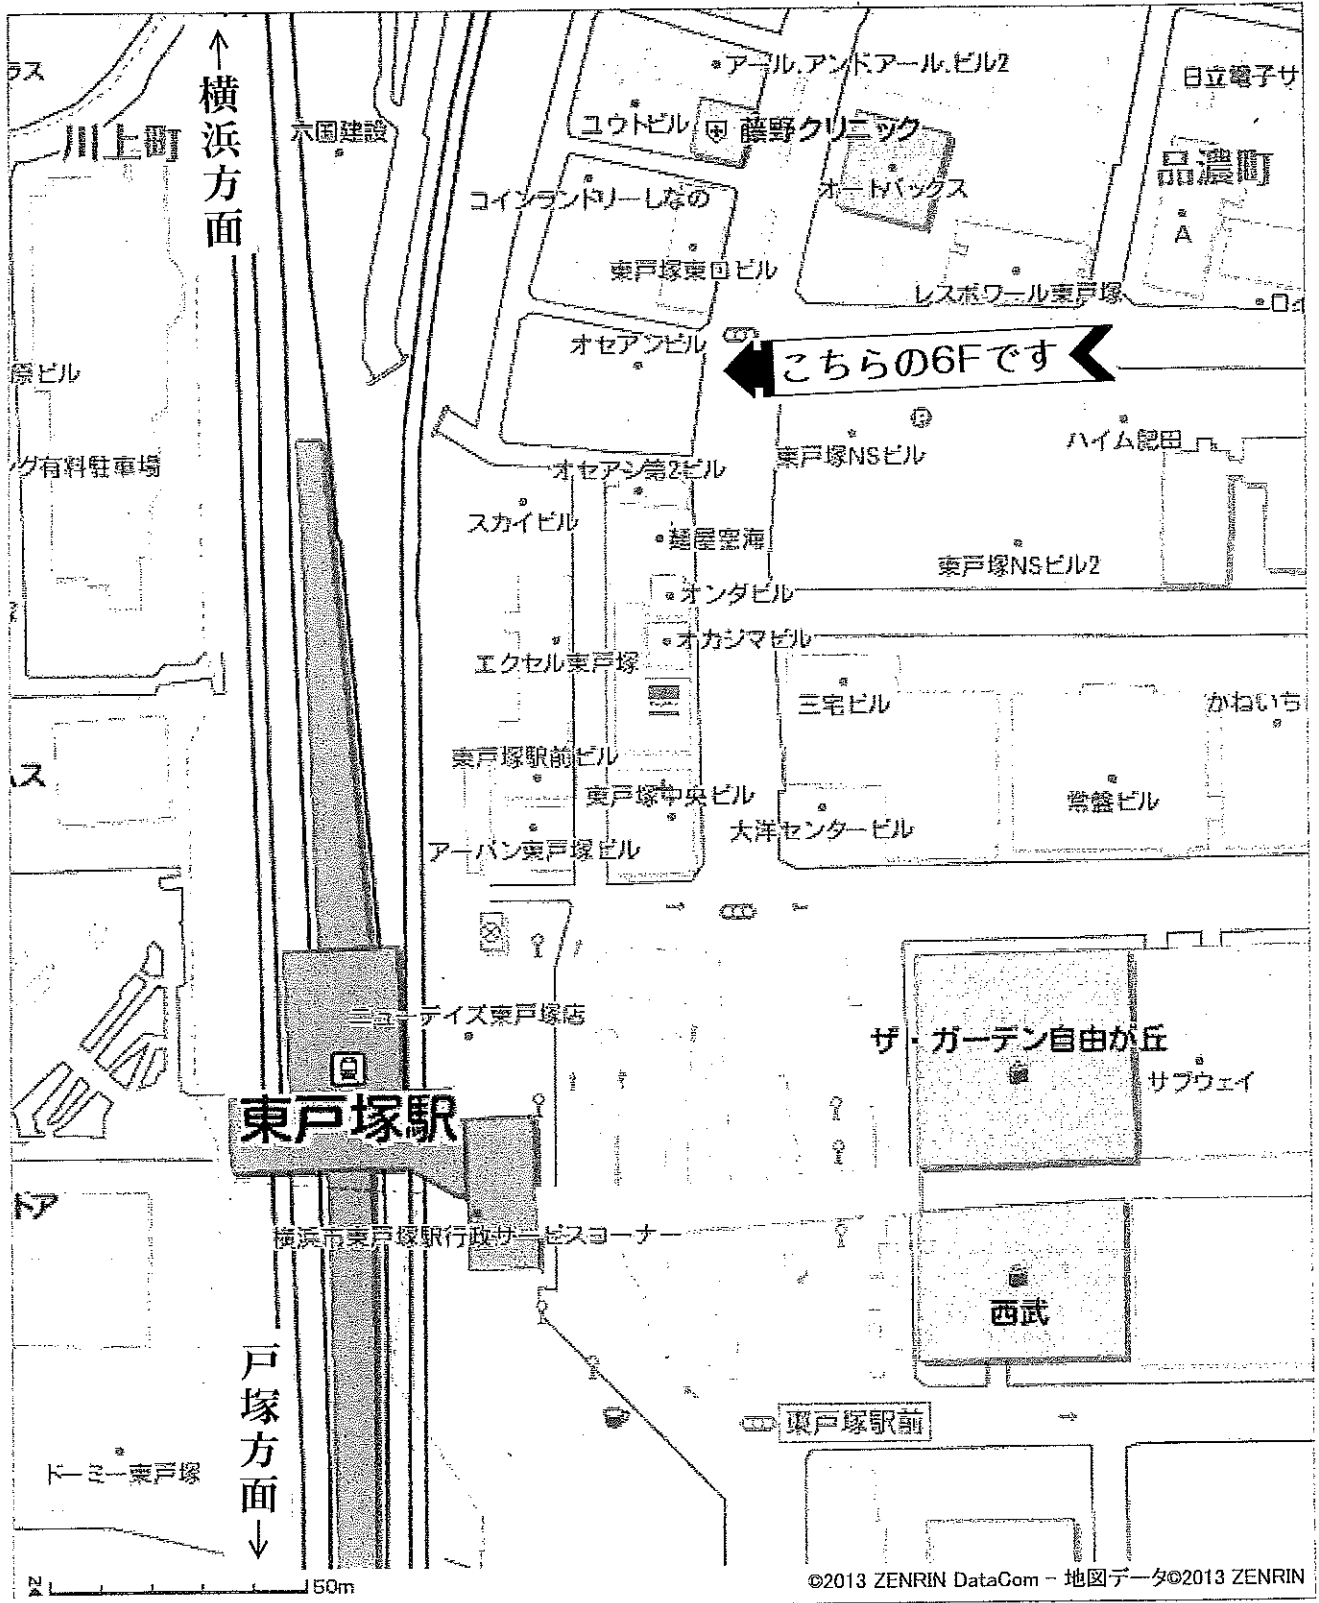 ↑横浜方面
ラス
川上町
六国建設
アール.アンド.アール.ビル2
ユウトビル
藤野クリニック
日立電子サ
品濃町
オートバックス
コインランドリーしなの
A
東戸塚東口ビル
レスポワール東戸塚
ロイ
オセアンビル
こちらの6Fです
原ビル
P
東戸塚NSビル
ハイム肥田
グ有料駐車場
オセアン第2ビル
スカイビル
麺屋空海
東戸塚NSビル2
オンダビル
オカジマビル
エクセル東戸塚
三宅ビル
かねいち
東戸塚駅前ビル
ス
東戸塚中央ビル
常盤ビル
大洋センタービル
アーバン東戸塚ビル
ニューデイズ東戸塚店
ザ・ガーデン自由が丘
サブウェイ
東戸塚駅
トア
横浜市東戸塚駅行政サービスコーナー
西武
戸塚方面↓
東戸塚駅前
ドーミー東戸塚
N
50m
©2013 ZENRIN DataCom - 地図データ©2013 ZENRIN